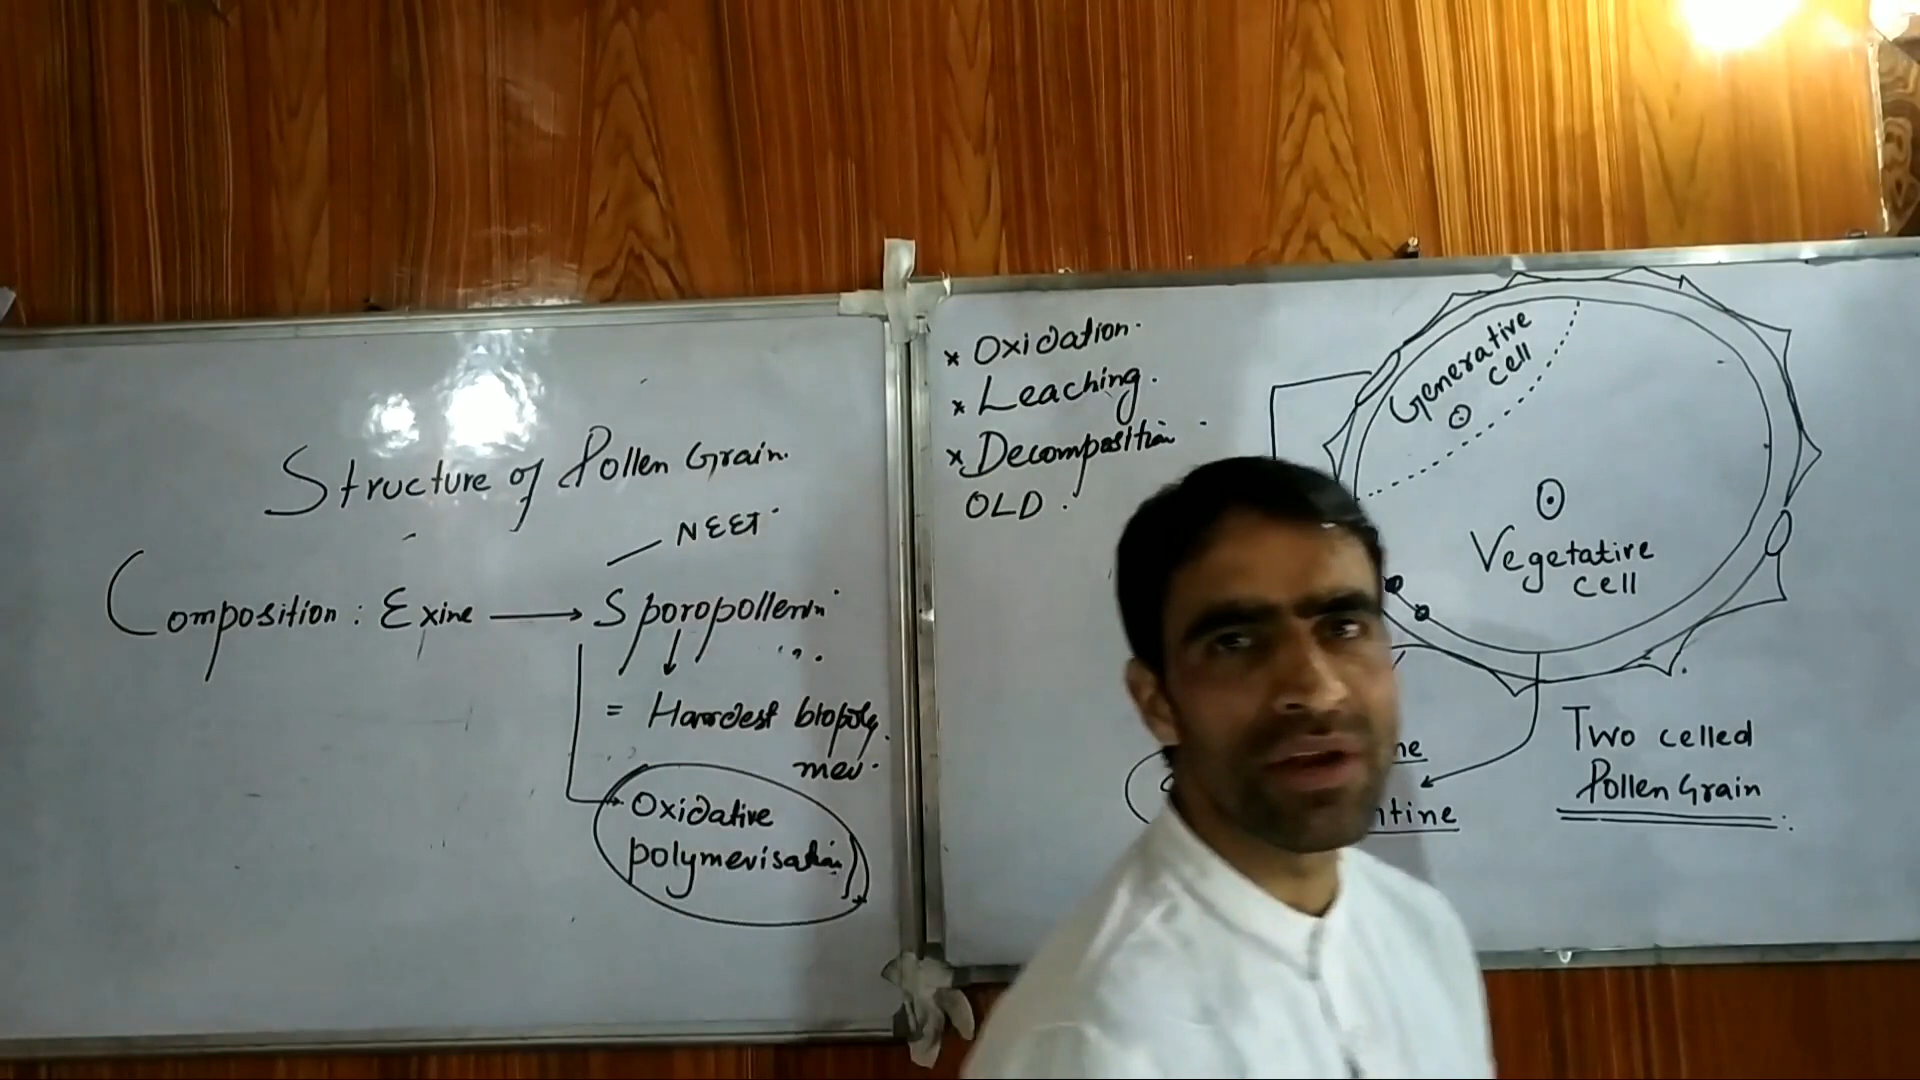 Structure of Pollen Grain.
NEET
Composition : Exine → Sporopollenin
= Hardest biopoly
mer.
Oxidative
polymerisation
* Oxidation.
* Leaching.
* Decomposition
OLD.
Generative
cell
Vegetative
cell
ne
ntine
Two celled
Pollen Grain